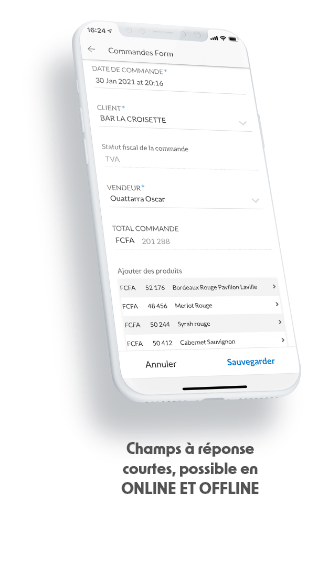 16:24
← Commandes Form
DATE DE COMMANDE*
30 Jan 2021 at 20:16
CLIENT*
BAR LA CROISETTE
Statut fiscal de la commande
TVA
VENDEUR*
Ouattarra Oscar
TOTAL COMMANDE
FCFA 201 288
Ajouter des produits
FCFA 52 176 Bordeaux Rouge Pavillon Laville >
FCFA 48 456 Merlot Rouge >
FCFA 50 244 Syrah rouge >
FCFA 50 412 Cabernet Sauvignon >
Annuler Sauvegarder
Champs à réponse
courtes, possible en
ONLINE ET OFFLINE